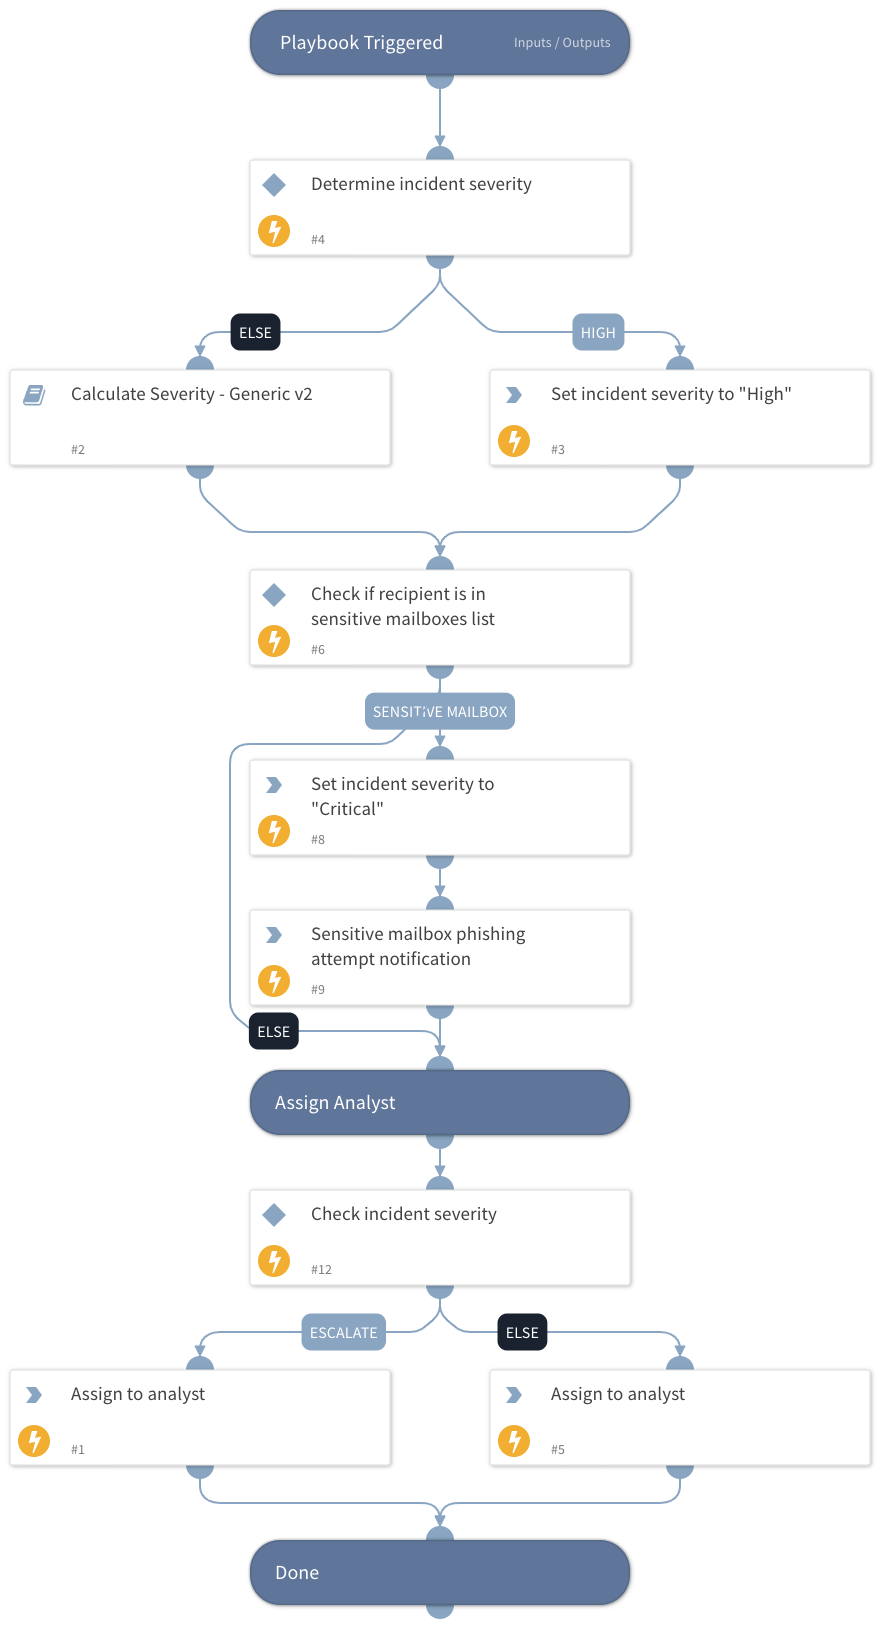 Playbook Triggered
Inputs / Outputs
Determine incident severity
#4
ELSE
HIGH
Calculate Severity - Generic v2
#2
Set incident severity to "High"
#3
Check if recipient is in
sensitive mailboxes list
#6
SENSITIVE MAILBOX
Set incident severity to
"Critical"
#8
Sensitive mailbox phishing
attempt notification
#9
ELSE
Assign Analyst
Check incident severity
#12
ESCALATE
ELSE
Assign to analyst
#1
Assign to analyst
#5
Done